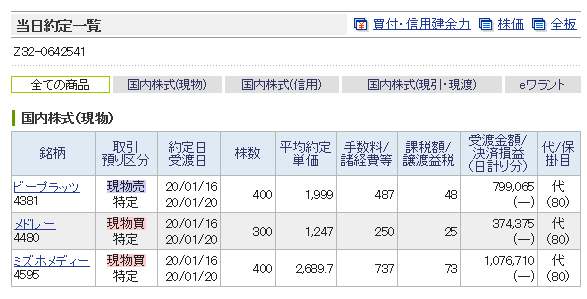 当日約定一覧 買付・信用建余力 株価 全板
Z32-0642541
全ての商品 国内株式(現物) 国内株式(信用) 国内株式(現引・現渡) eワラント
国内株式(現物)
銘柄 取引 預り区分 約定日 受渡日 株数 平均約定 単価 手数料/ 諸経費等 課税額/ 譲渡益税 受渡金額/ 決済損益 (日計り分) 代/保 掛目
ビープラッツ 現物売 20/01/16 400 1,999 487 48 799,065 代
4381 特定 20/01/20 (―) (80)
メドレー 現物買 20/01/16 300 1,247 250 25 374,375 代
4480 特定 20/01/20 (―) (80)
ミズホメディー 現物買 20/01/16 400 2,689.7 737 73 1,076,710 代
4595 特定 20/01/20 (―) (80)